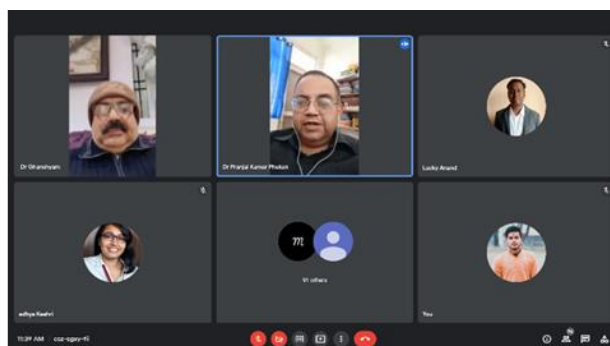 Dr Ghanshyam
Dr Pranjal Kumar Phukan
Lucky Anand
adhya Keshri
m
91 others
You
11:39 AM